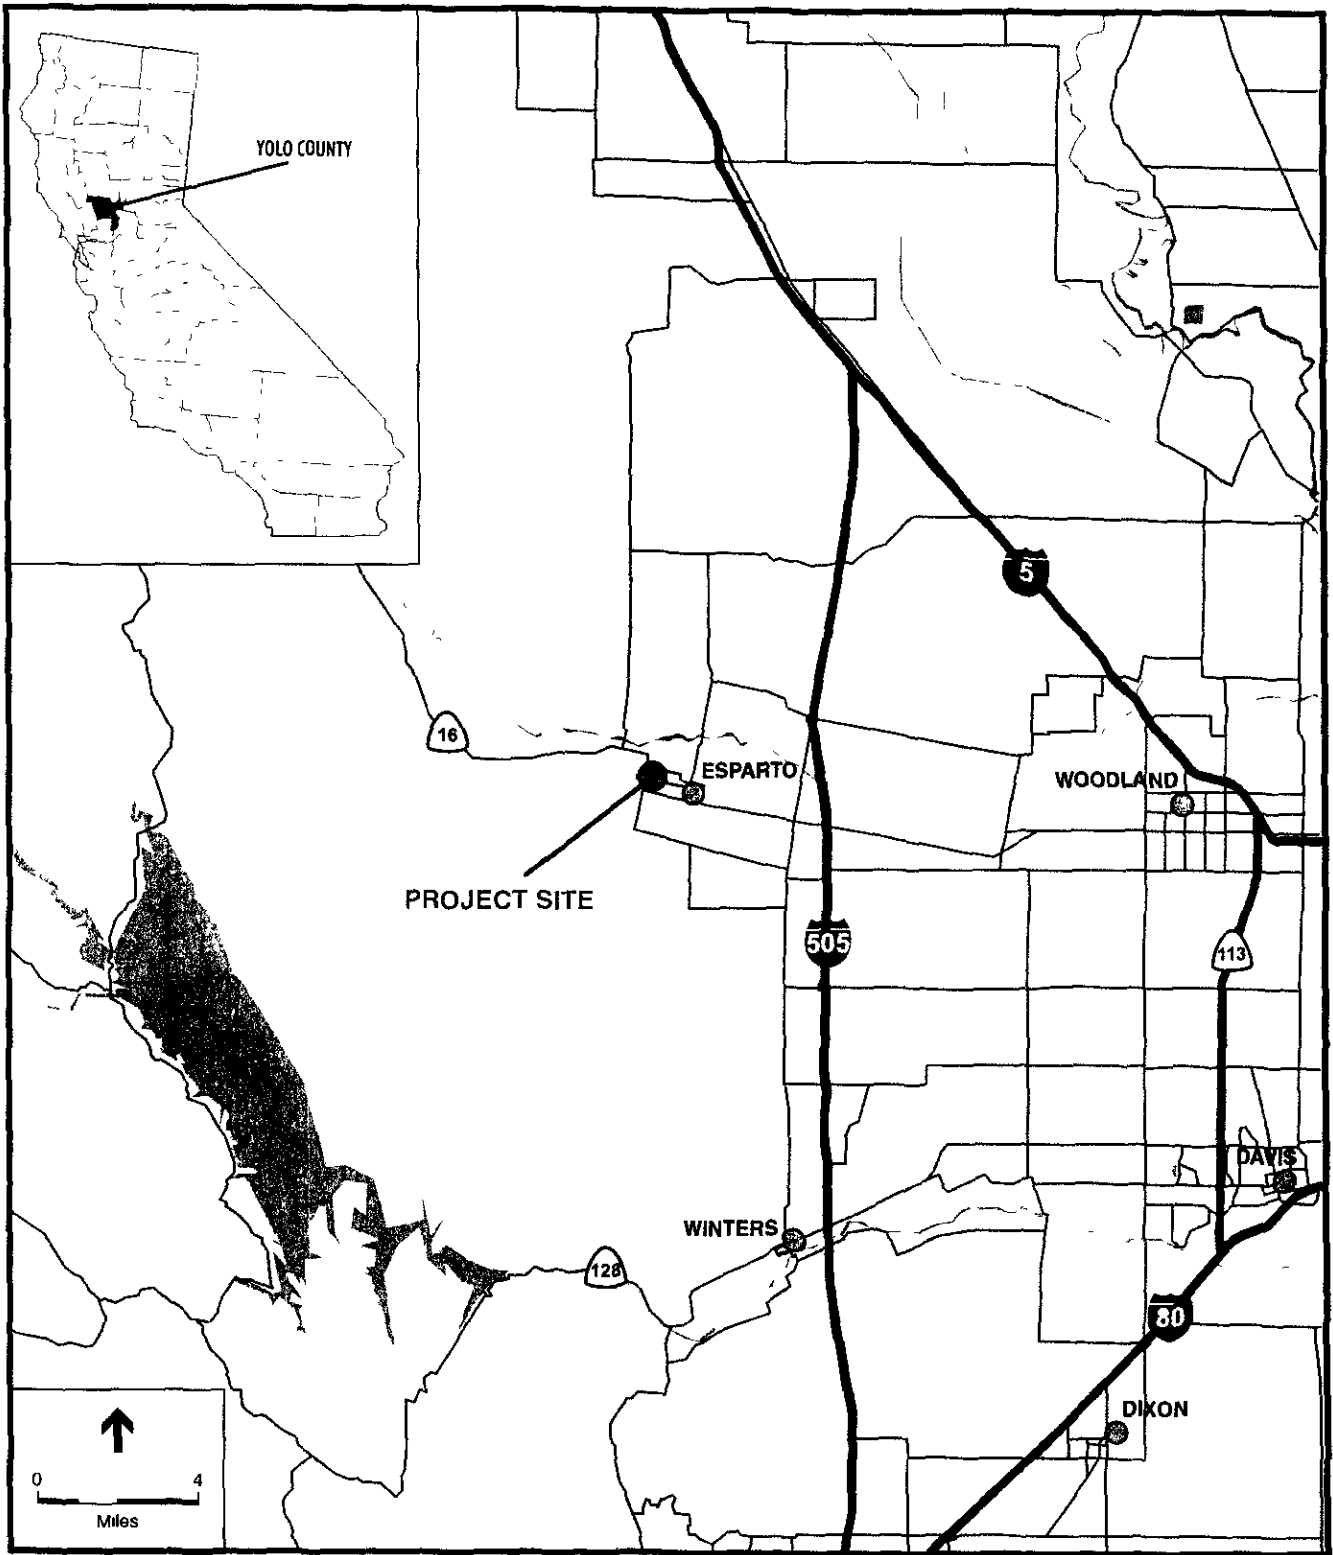 YOLO COUNTY
5
16
ESPARTO
WOODLAND
PROJECT SITE
505
113
DAVIS
WINTERS
128
80
DIXON
0 4
Miles